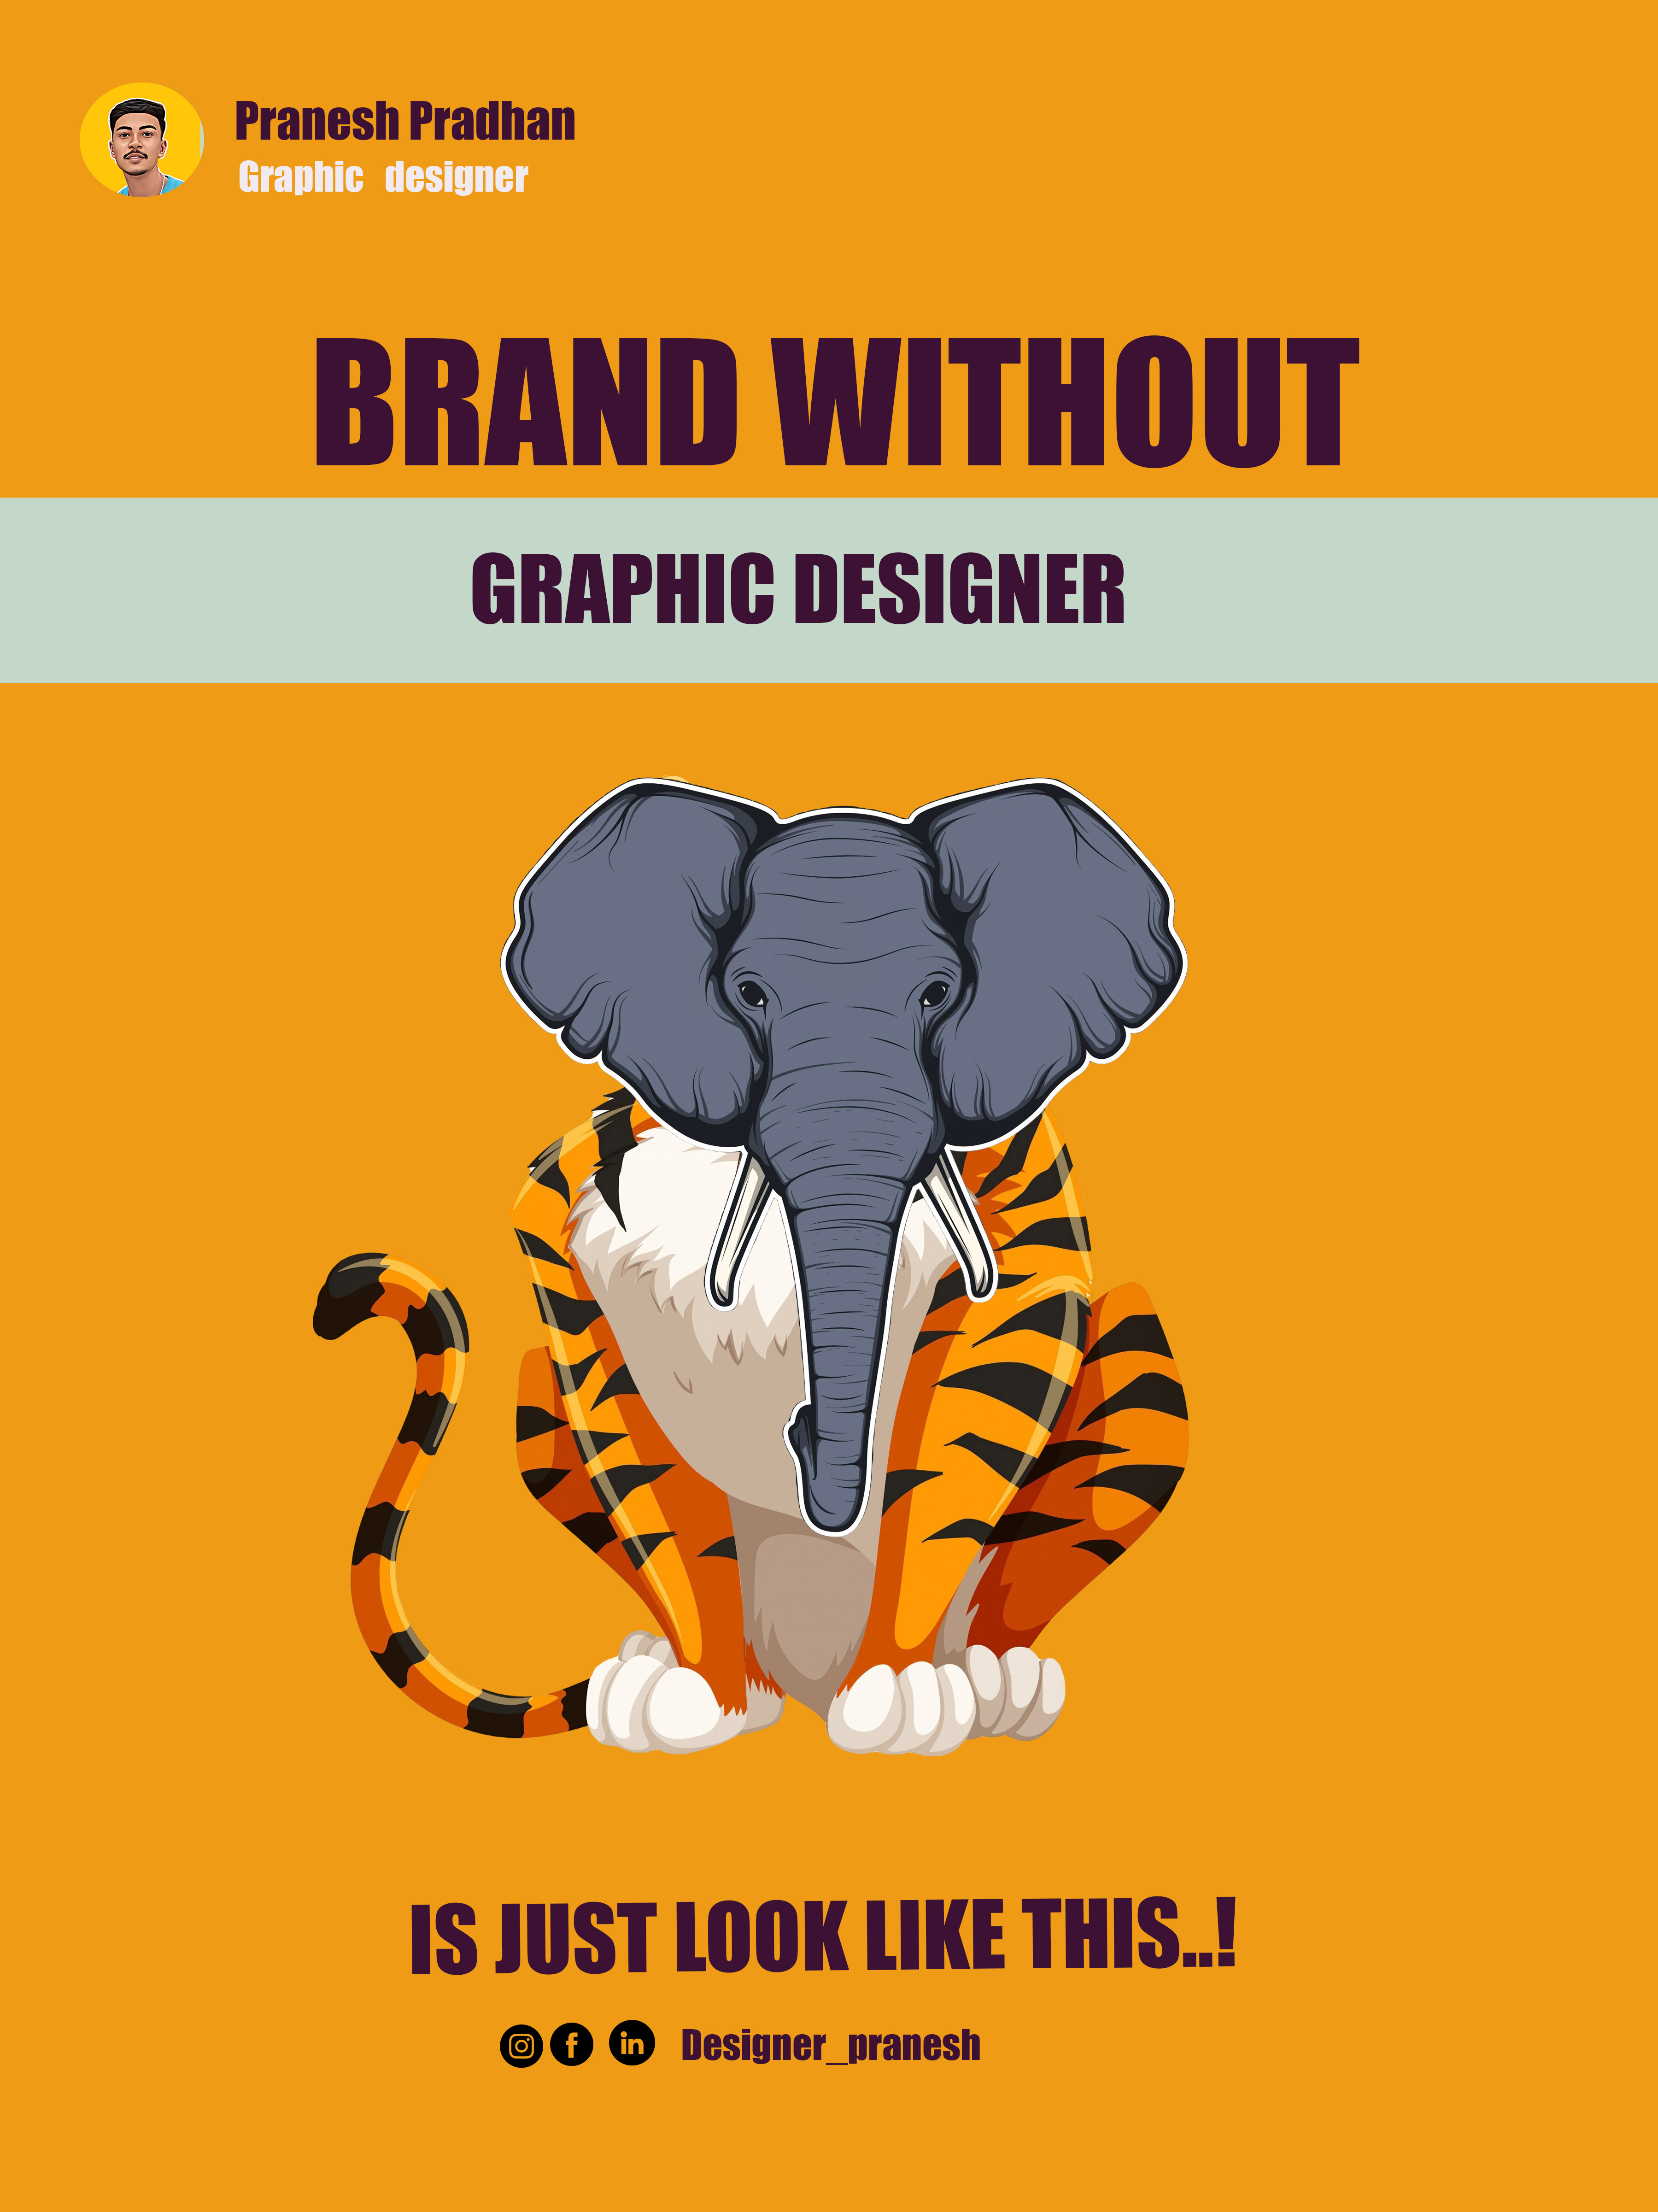 Pranesh Pradhan
Graphic designer
BRAND WITHOUT
GRAPHIC DESIGNER
IS JUST LOOK LIKE THIS..!
Designer_pranesh